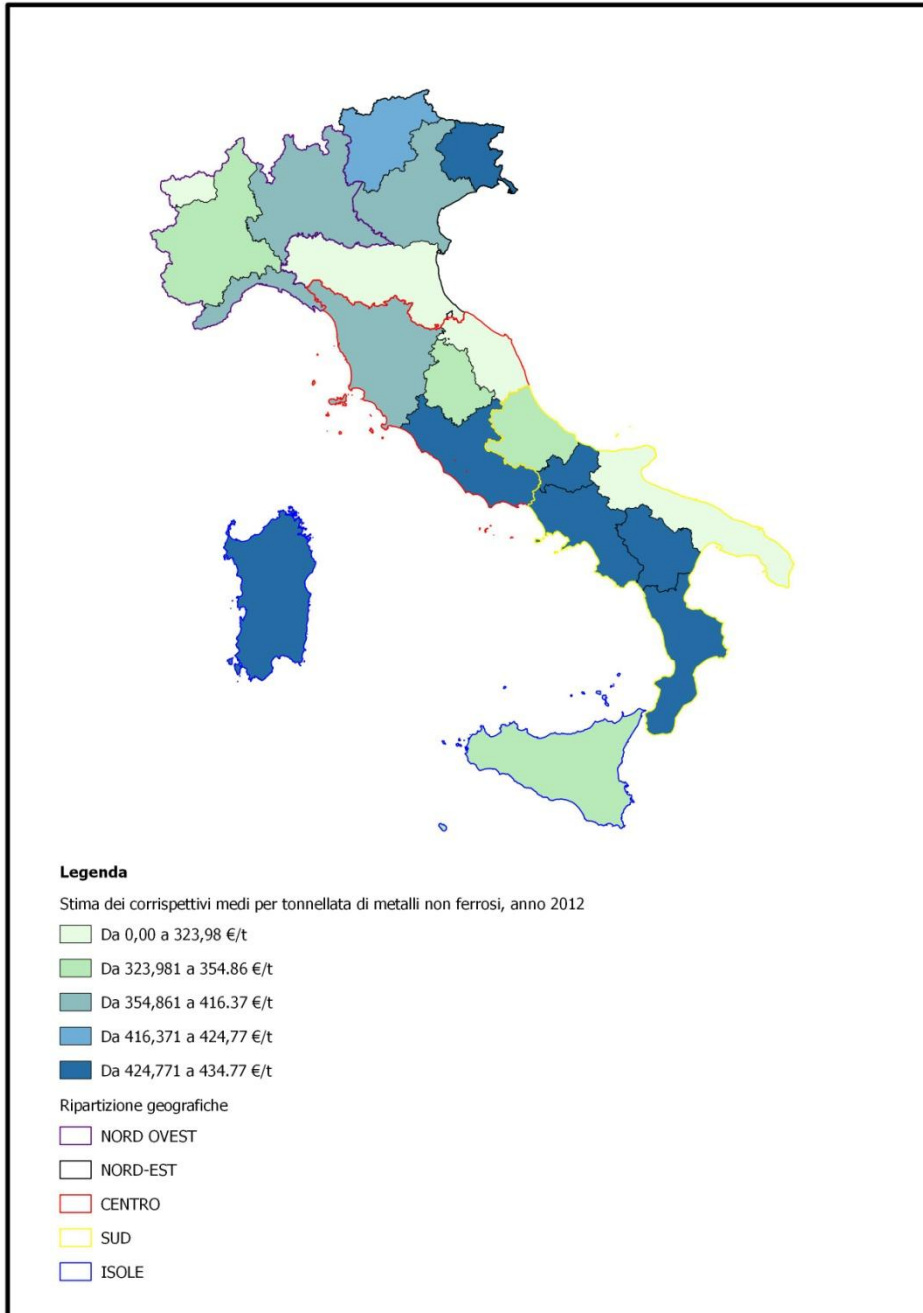 Legenda
Stima dei corrispettivi medi per tonnellata di metalli non ferrosi, anno 2012
Da 0,00 a 323,98 €/t
Da 323,981 a 354.86 €/t
Da 354,861 a 416.37 €/t
Da 416,371 a 424,77 €/t
Da 424,771 a 434.77 €/t
Ripartizione geografiche
NORD OVEST
NORD-EST
CENTRO
SUD
ISOLE